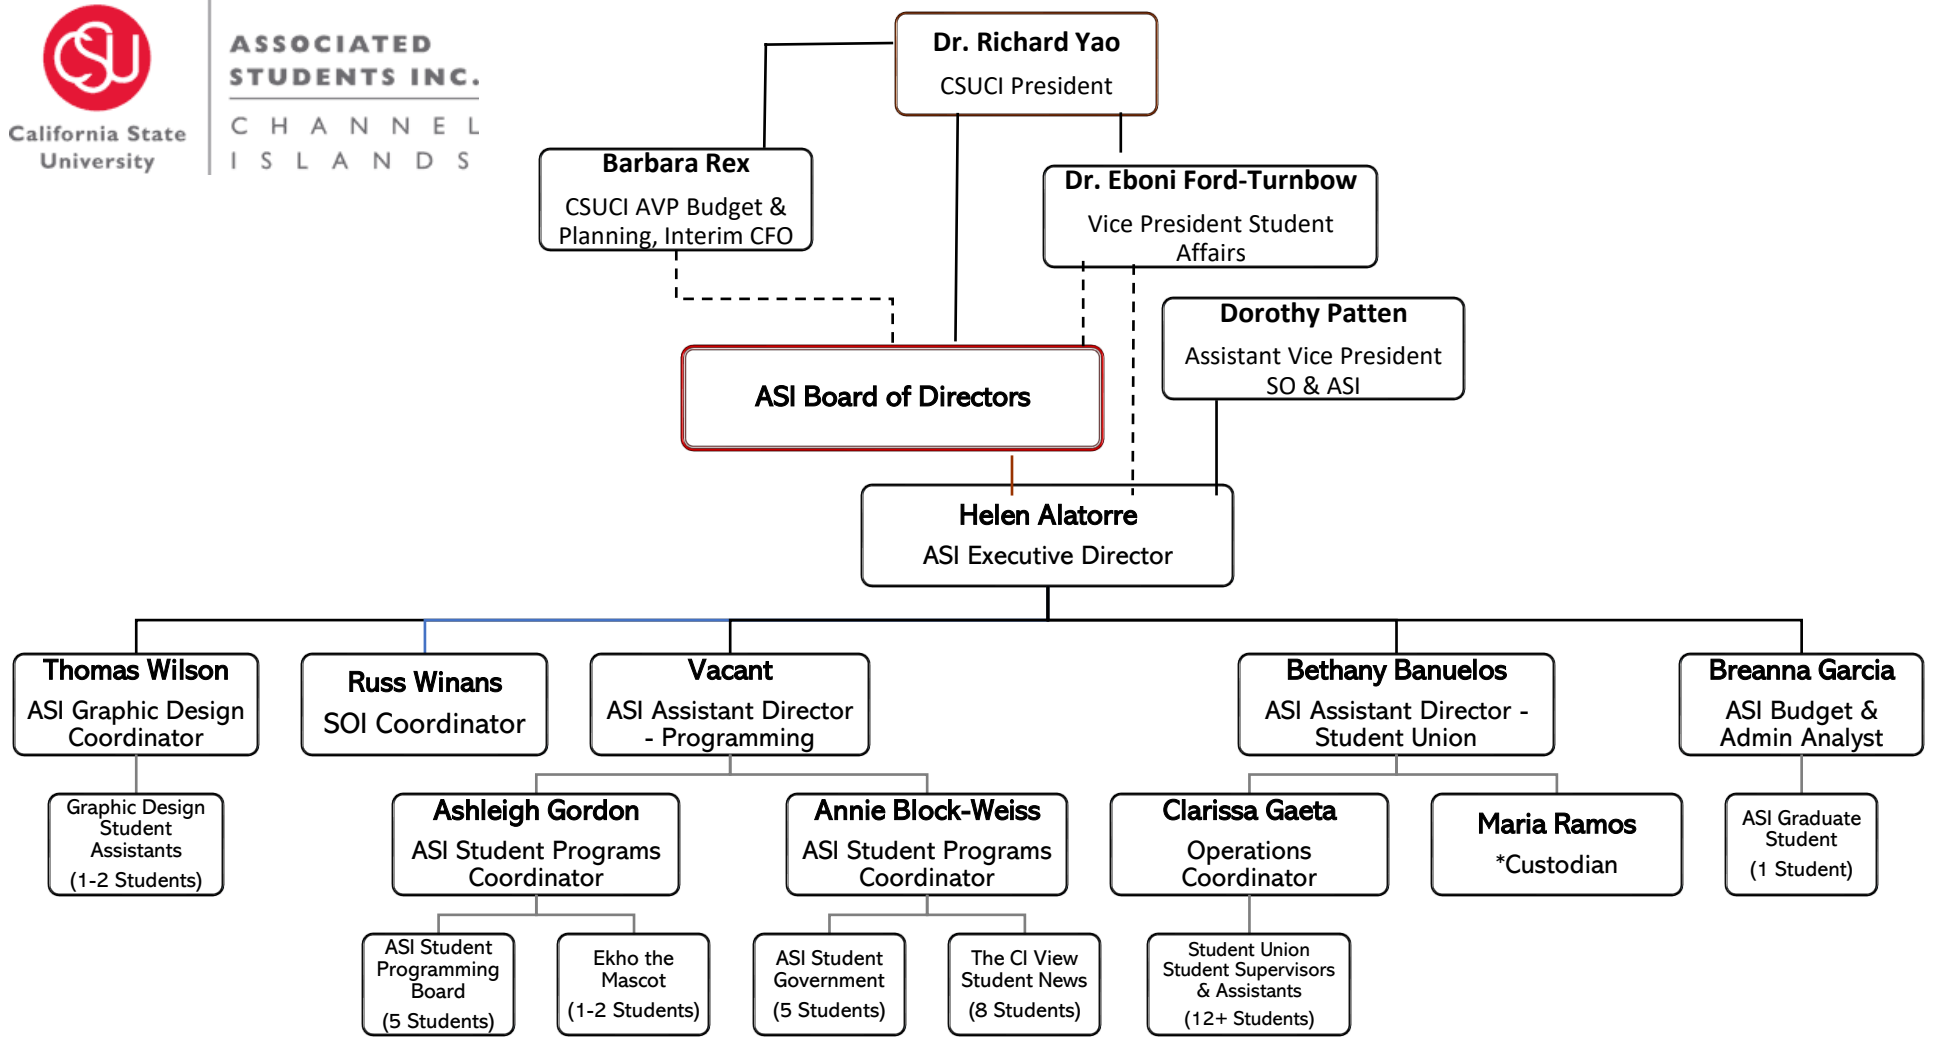 CSU
California State
University
ASSOCIATED
STUDENTS INC.
CHANNEL
ISLANDS
Dr. Richard Yao
CSUCI President
Barbara Rex
CSUCI AVP Budget &
Planning, Interim CFO
Dr. Eboni Ford-Turnbow
Vice President Student
Affairs
Dorothy Patten
Assistant Vice President
SO & ASI
ASI Board of Directors
Helen Alatorre
ASI Executive Director
Thomas Wilson
ASI Graphic Design
Coordinator
Russ Winans
SOI Coordinator
Vacant
ASI Assistant Director
- Programming
Bethany Banuelos
ASI Assistant Director -
Student Union
Breanna Garcia
ASI Budget &
Admin Analyst
Graphic Design
Student
Assistants
(1-2 Students)
Ashleigh Gordon
ASI Student Programs
Coordinator
Annie Block-Weiss
ASI Student Programs
Coordinator
Clarissa Gaeta
Operations
Coordinator
Maria Ramos
*Custodian
ASI Graduate
Student
(1 Student)
ASI Student
Programming
Board
(5 Students)
Ekho the
Mascot
(1-2 Students)
ASI Student
Government
(5 Students)
The CI View
Student News
(8 Students)
Student Union
Student Supervisors
& Assistants
(12+ Students)